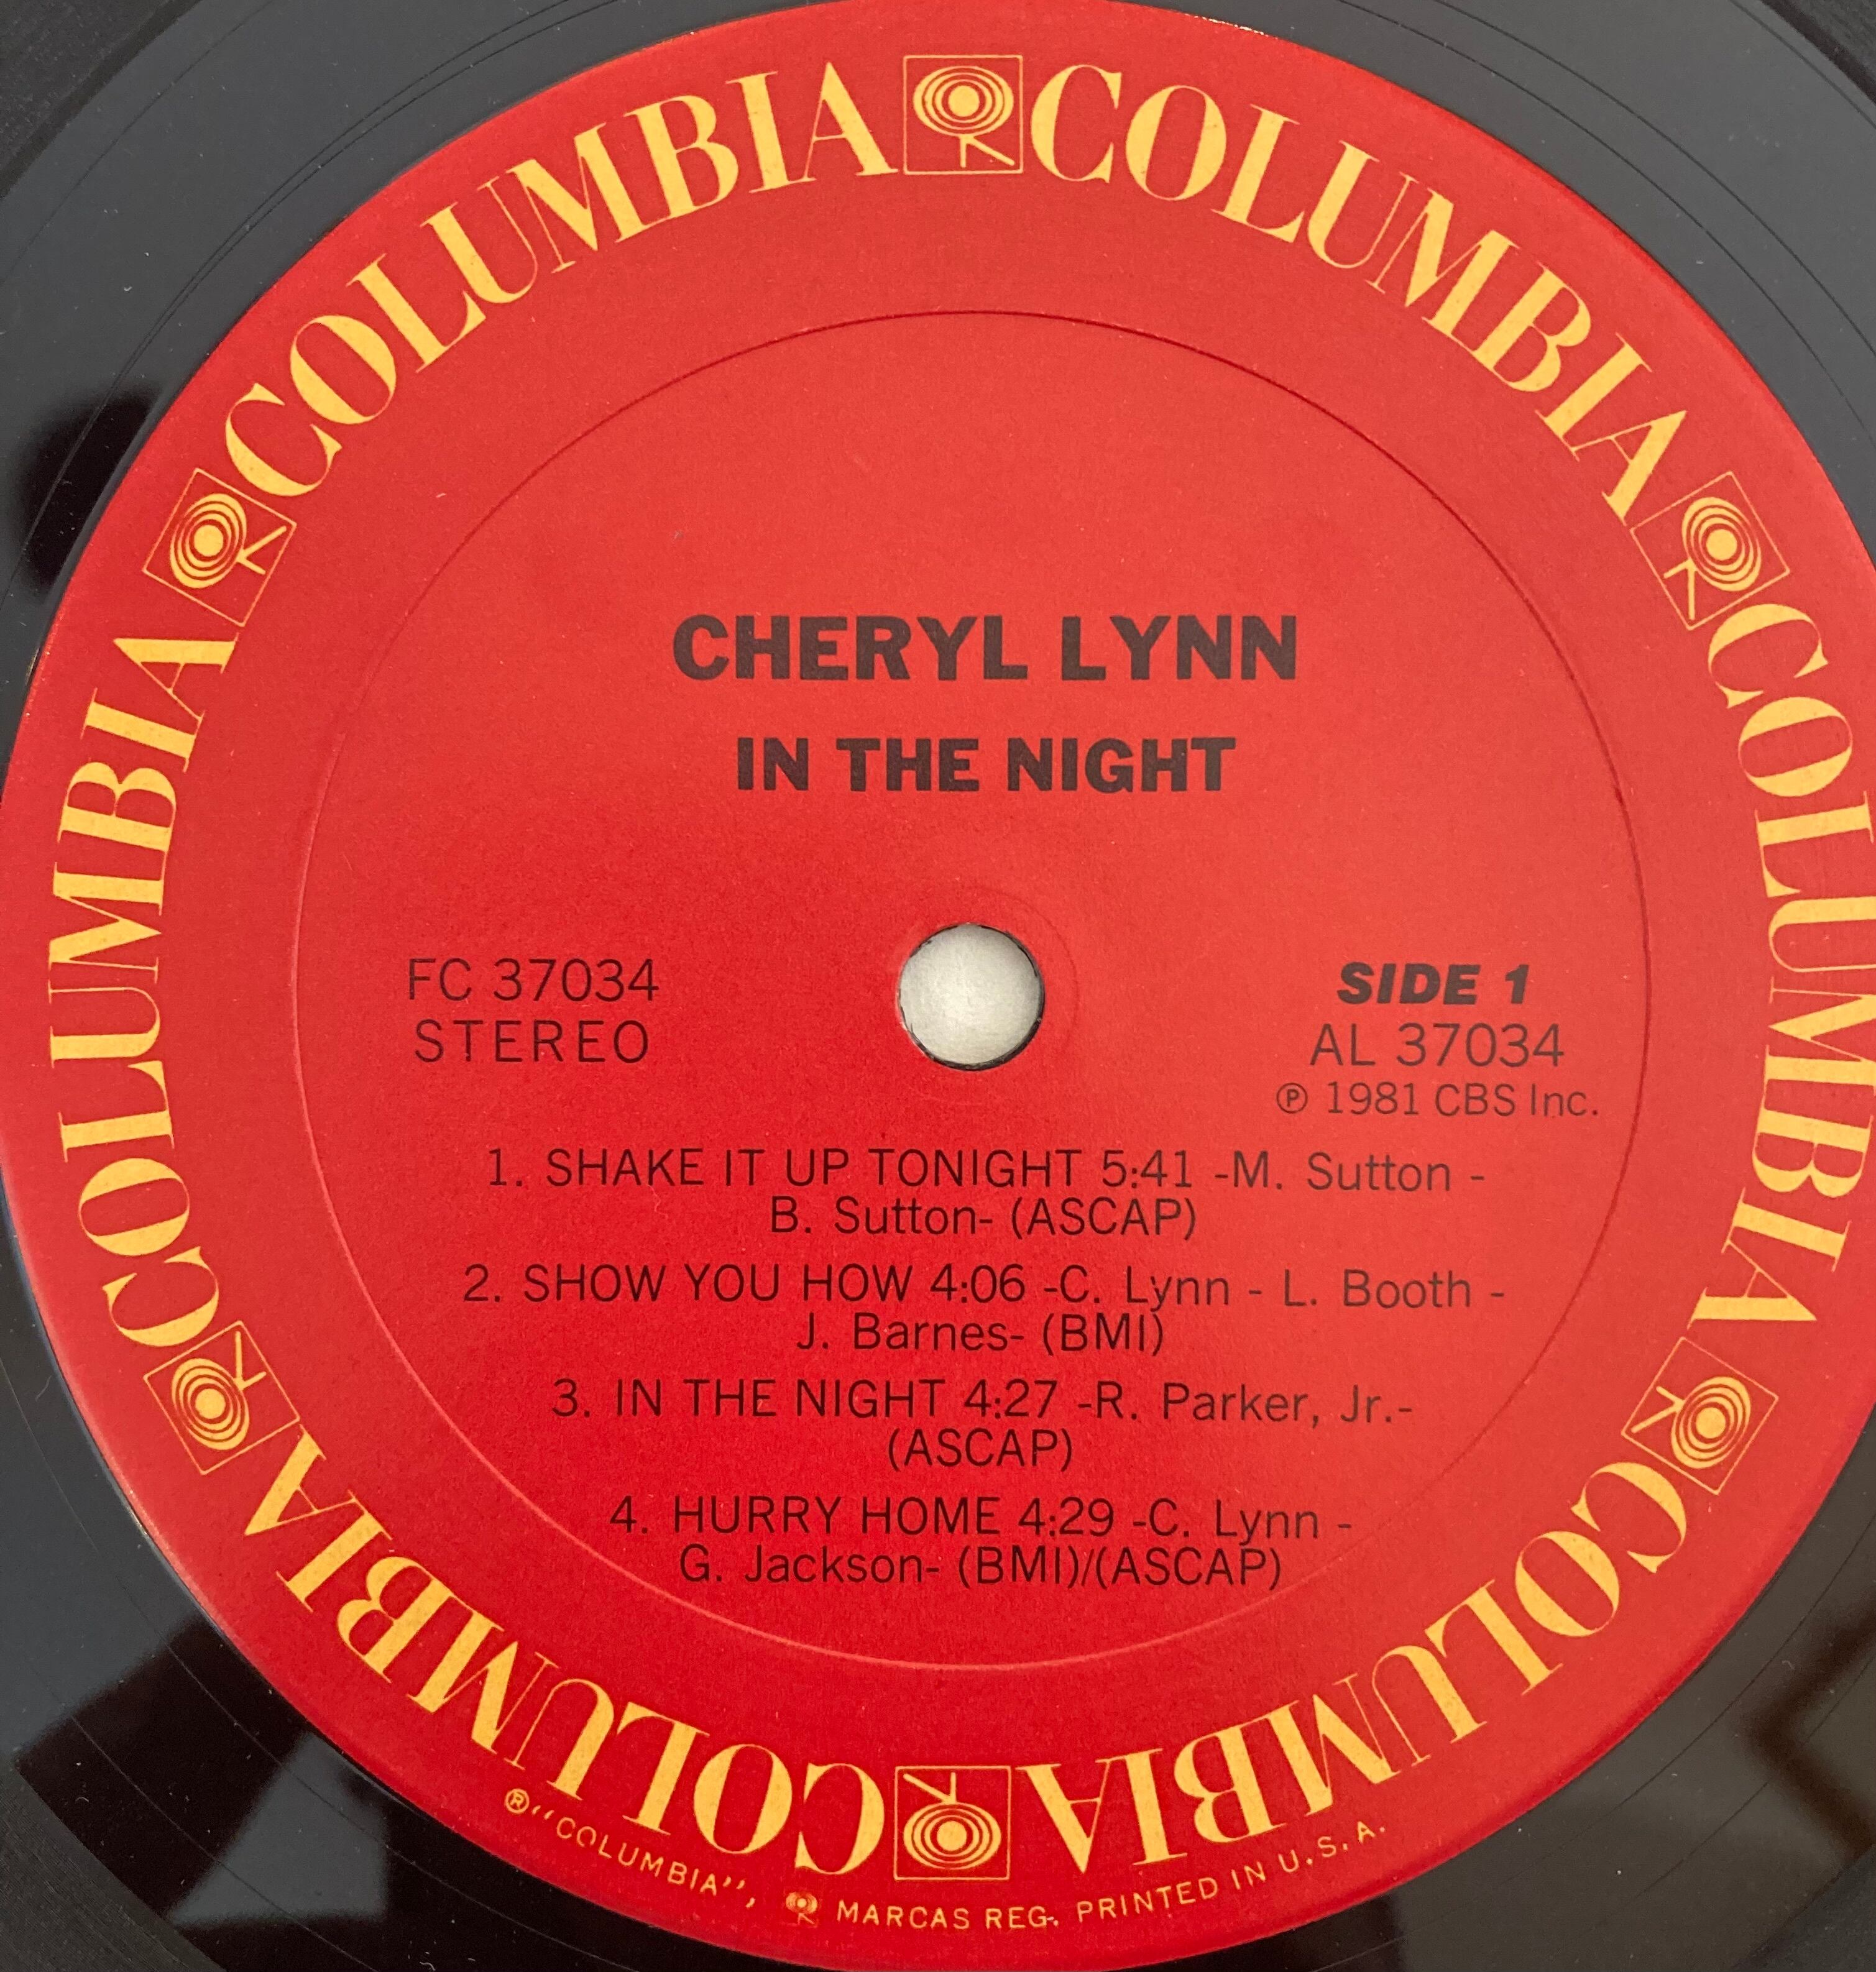 COLUMBIA COLUMBIA COLUMBIA COLUMBIA COLUMBIA COLUMBIA
CHERYL LYNN
IN THE NIGHT
FC 37034
STEREO
SIDE 1
AL 37034
℗ 1981 CBS Inc.
1. SHAKE IT UP TONIGHT 5:41 -M. Sutton -
B. Sutton- (ASCAP)
2. SHOW YOU HOW 4:06 -C. Lynn - L. Booth -
J. Barnes- (BMI)
3. IN THE NIGHT 4:27 -R. Parker, Jr.-
(ASCAP)
4. HURRY HOME 4:29 -C. Lynn -
G. Jackson- (BMI)/(ASCAP)
® "COLUMBIA", MARCAS REG. PRINTED IN U.S.A.